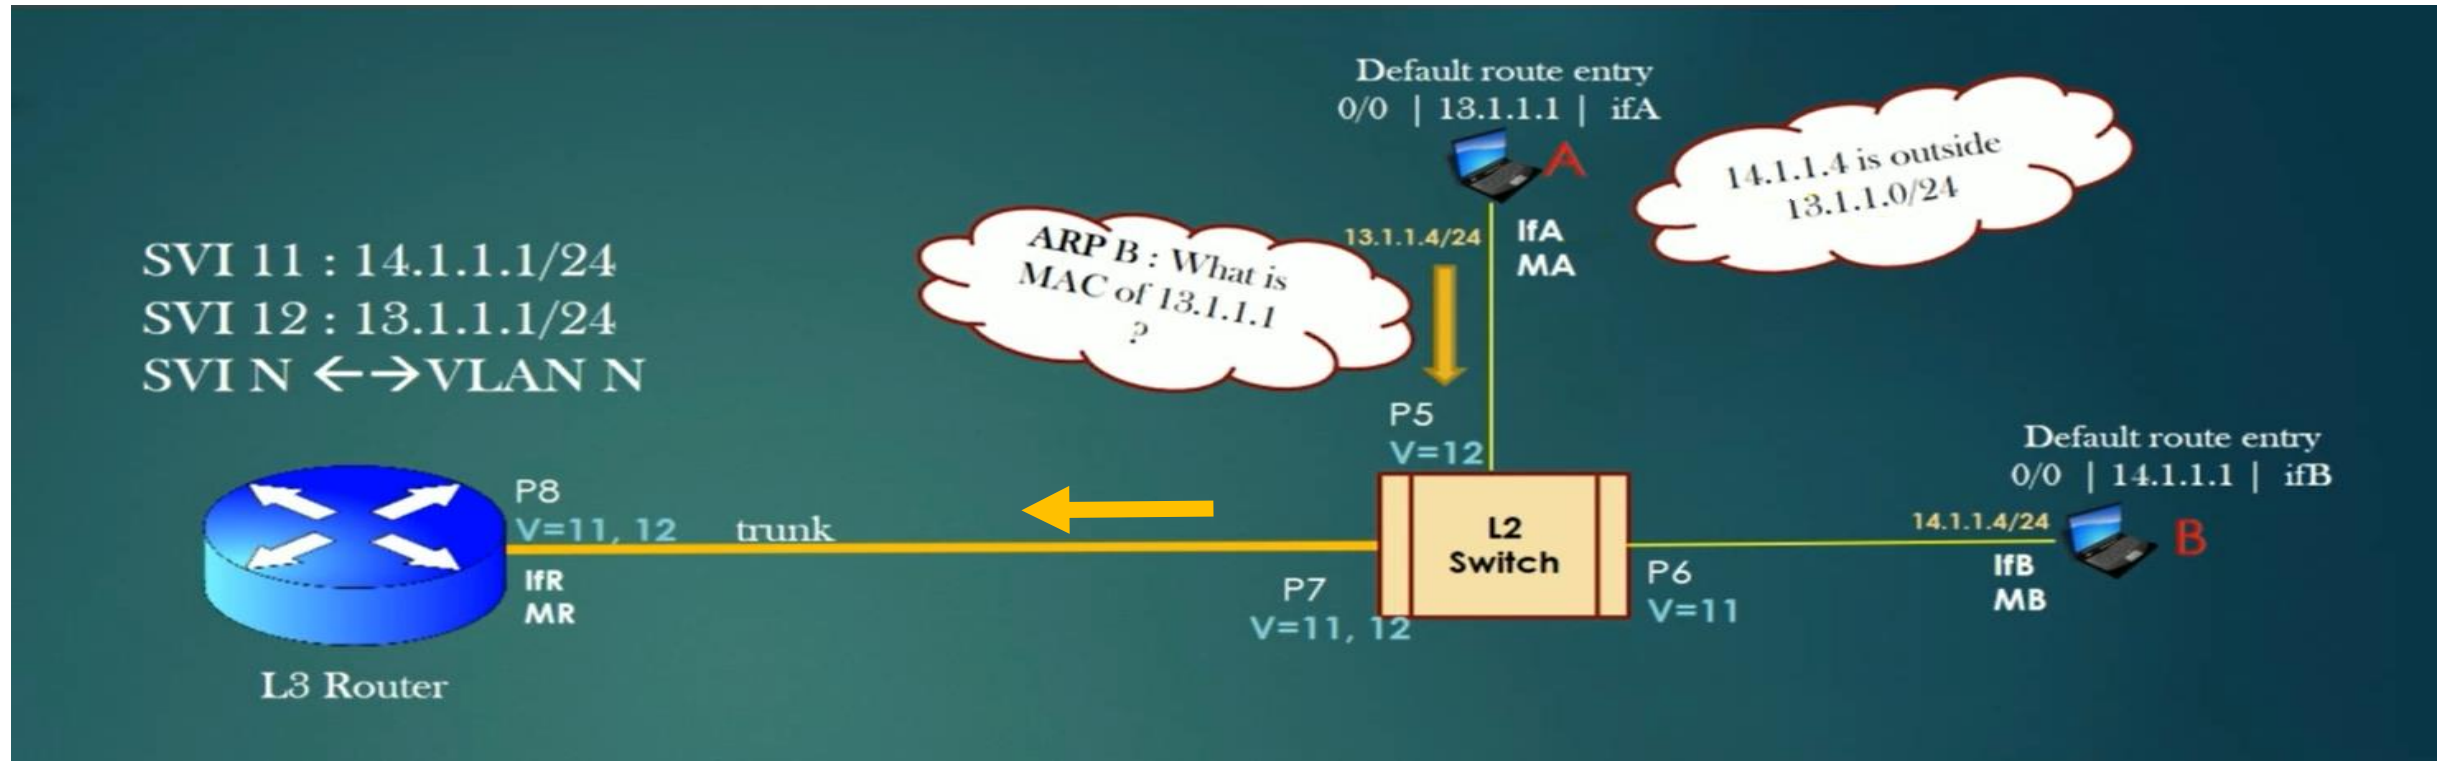 Default route entry
0/0 | 13.1.1.1 | ifA
A
14.1.1.4 is outside
13.1.1.0/24
ARP B : What is
MAC of 13.1.1.1
?
13.1.1.4/24
IfA
MA
SVI 11 : 14.1.1.1/24
SVI 12 : 13.1.1.1/24
SVI N ←→VLAN N
P5
V=12
Default route entry
0/0 | 14.1.1.1 | ifB
P8
V=11, 12
trunk
L2
Switch
14.1.1.4/24
B
IfR
MR
P7
V=11, 12
P6
V=11
IfB
MB
L3 Router